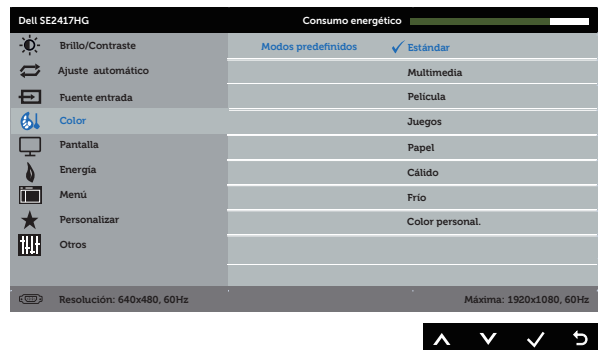 Dell SE2417HG Consumo energético
Brillo/Contraste Modos predefinidos Estándar
Ajuste automático Multimedia
Fuente entrada Película
Color Juegos
Pantalla Papel
Energía Cálido
Menú Frío
Personalizar Color personal.
Otros
Resolución: 640x480, 60Hz Máxima: 1920x1080, 60Hz